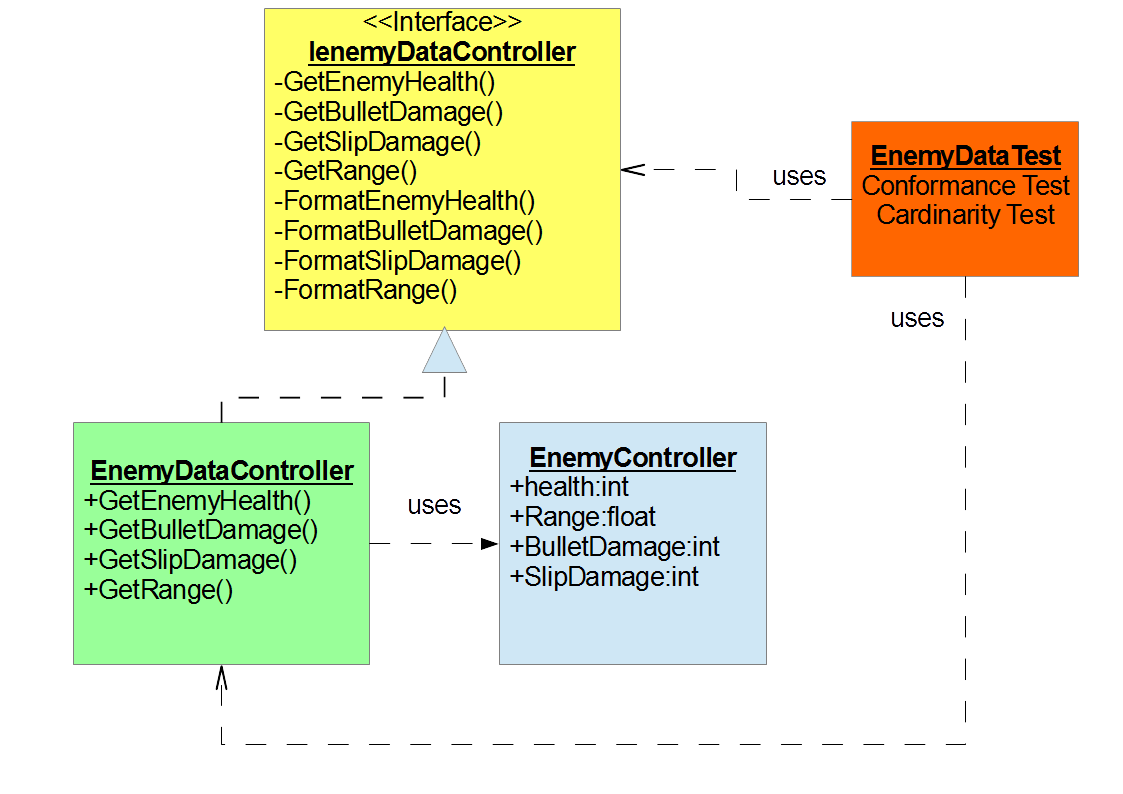 <<Interface>>
IenemyDataController
-GetEnemyHealth()
-GetBulletDamage()
-GetSlipDamage()
-GetRange()
-FormatEnemyHealth()
-FormatBulletDamage()
-FormatSlipDamage()
-FormatRange()
EnemyDataTest
Conformance Test
Cardinarity Test
uses
uses
EnemyDataController
+GetEnemyHealth()
+GetBulletDamage()
+GetSlipDamage()
+GetRange()
uses
EnemyController
+health:int
+Range:float
+BulletDamage:int
+SlipDamage:int